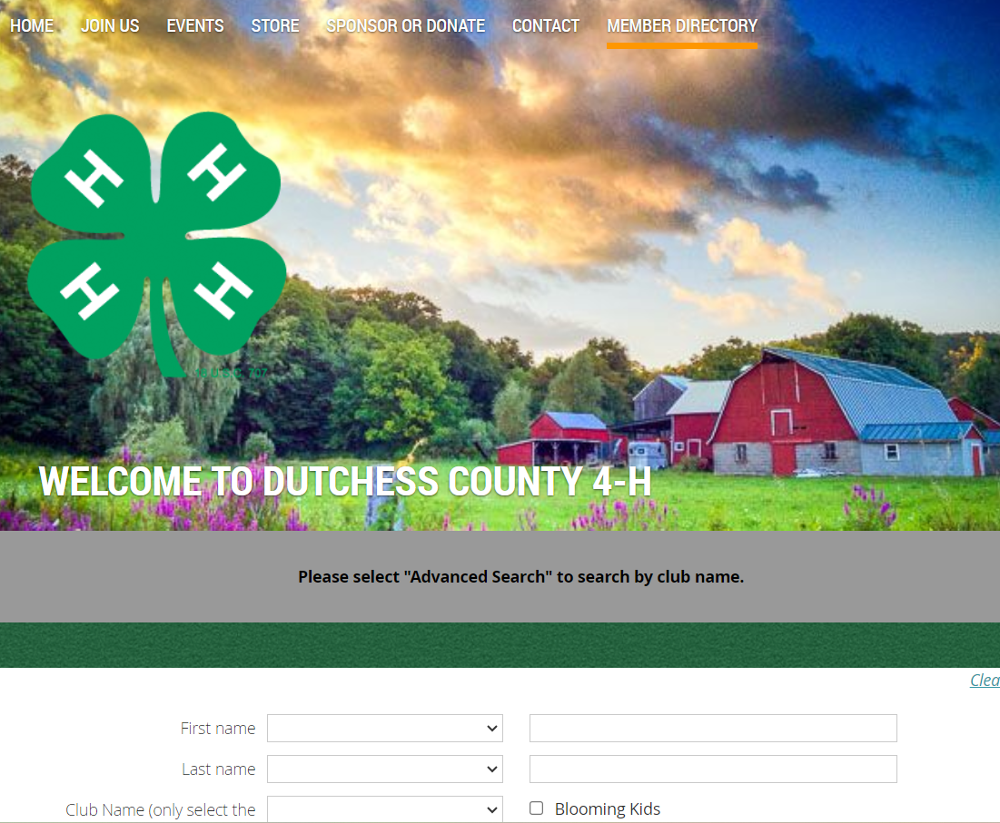 HOME JOIN US EVENTS STORE SPONSOR OR DONATE CONTACT MEMBER DIRECTORY
H H
H H
18 U.S.C. 707
WELCOME TO DUTCHESS COUNTY 4-H
Please select "Advanced Search" to search by club name.
Clea
First name
Last name
Club Name (only select the
Blooming Kids